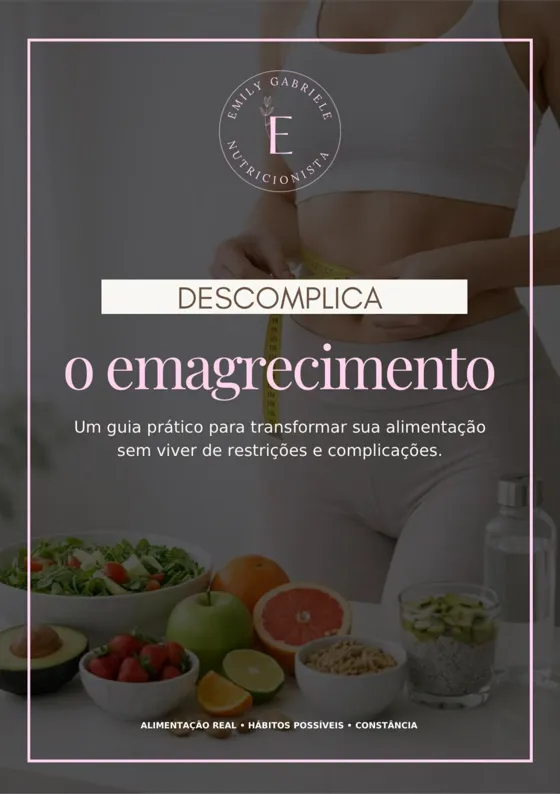 EMILY GABRIELE
E
NUTRICIONISTA
DESCOMPLICA
o emagrecimento
Um guia prático para transformar sua alimentação
sem viver de restrições e complicações.
ALIMENTAÇÃO REAL • HÁBITOS POSSÍVEIS • CONSTÂNCIA